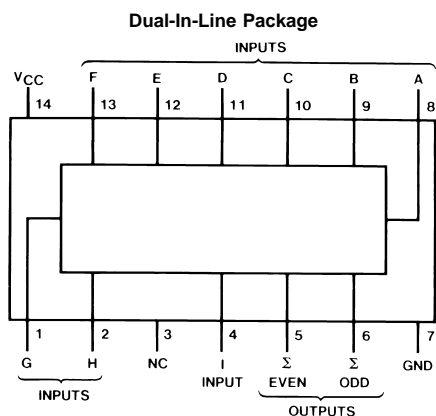 Dual-In-Line Package
INPUTS
VCC F E D C B A
14 13 12 11 10 9 8
1 2 3 4 5 6 7
G H NC I Σ Σ GND
INPUTS INPUT EVEN ODD
OUTPUTS